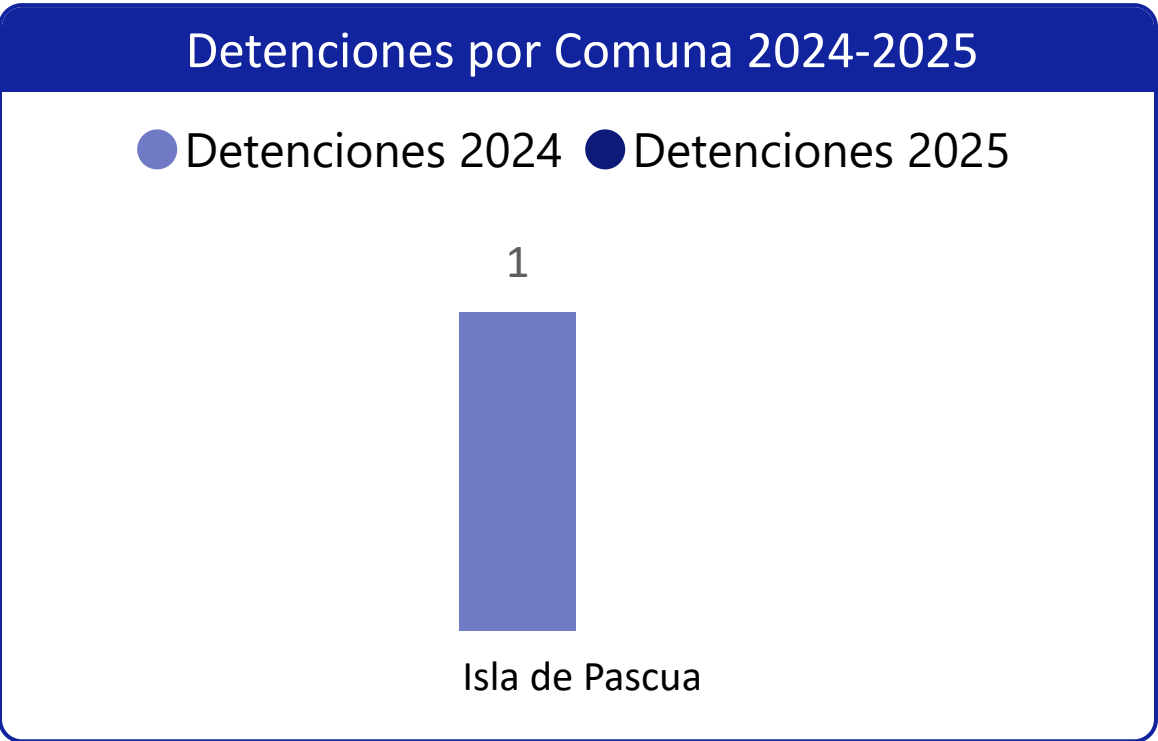 Detenciones por Comuna 2024-2025
Detenciones 2024 Detenciones 2025
1
Isla de Pascua